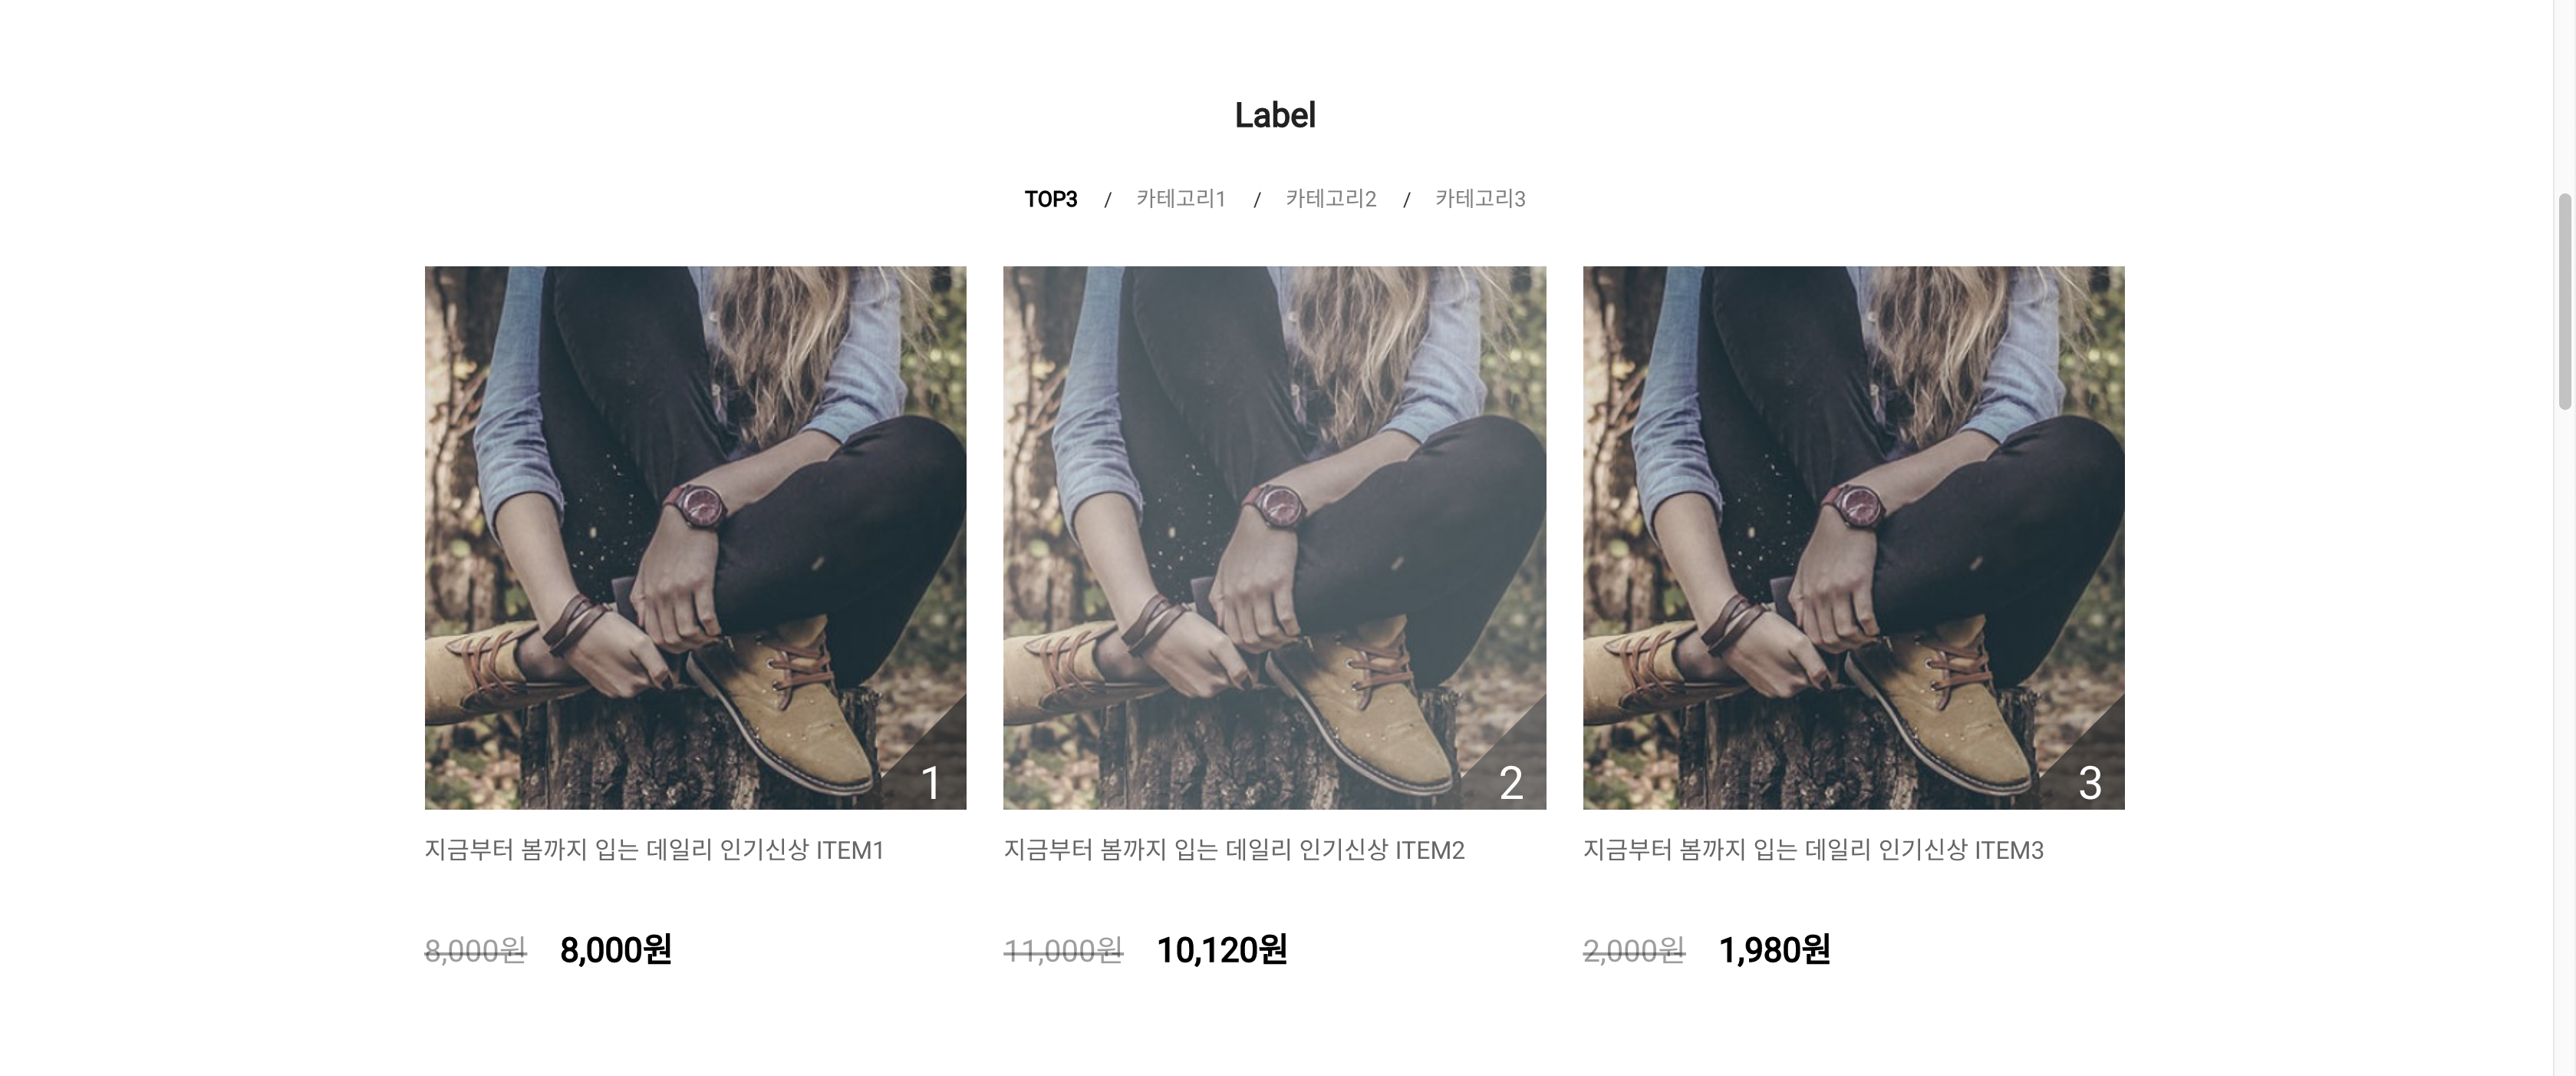 Label
TOP3 / 카테고리1 / 카테고리2 / 카테고리3
1
2
3
지금부터 봄까지 입는 데일리 인기신상 ITEM1
지금부터 봄까지 입는 데일리 인기신상 ITEM2
지금부터 봄까지 입는 데일리 인기신상 ITEM3
8,000원 8,000원
11,000원 10,120원
2,000원 1,980원